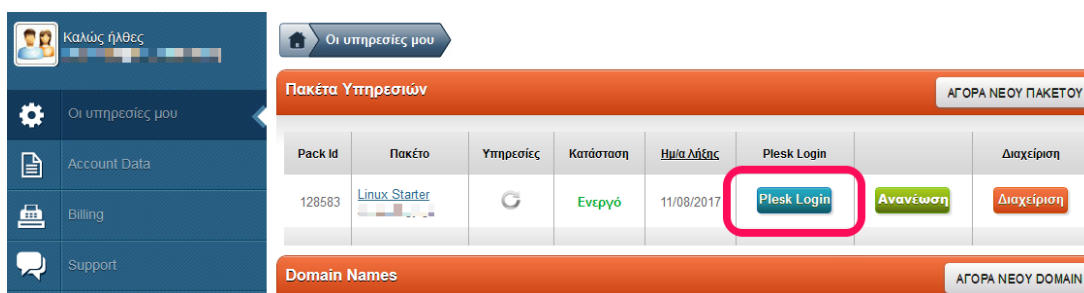 Καλώς ήλθες
Οι υπηρεσίες μου
Account Data
Billing
Support
Οι υπηρεσίες μου
Πακέτα Υπηρεσιών
ΑΓΟΡΑ ΝΕΟΥ ΠΑΚΕΤΟΥ
Pack Id Πακέτο Υπηρεσίες Κατάσταση Ημ/α λήξης Plesk Login Διαχείριση
128583 Linux Starter Ενεργό 11/08/2017 Plesk Login Ανανέωση Διαχείριση
Domain Names
ΑΓΟΡΑ ΝΕΟΥ DOMAIN